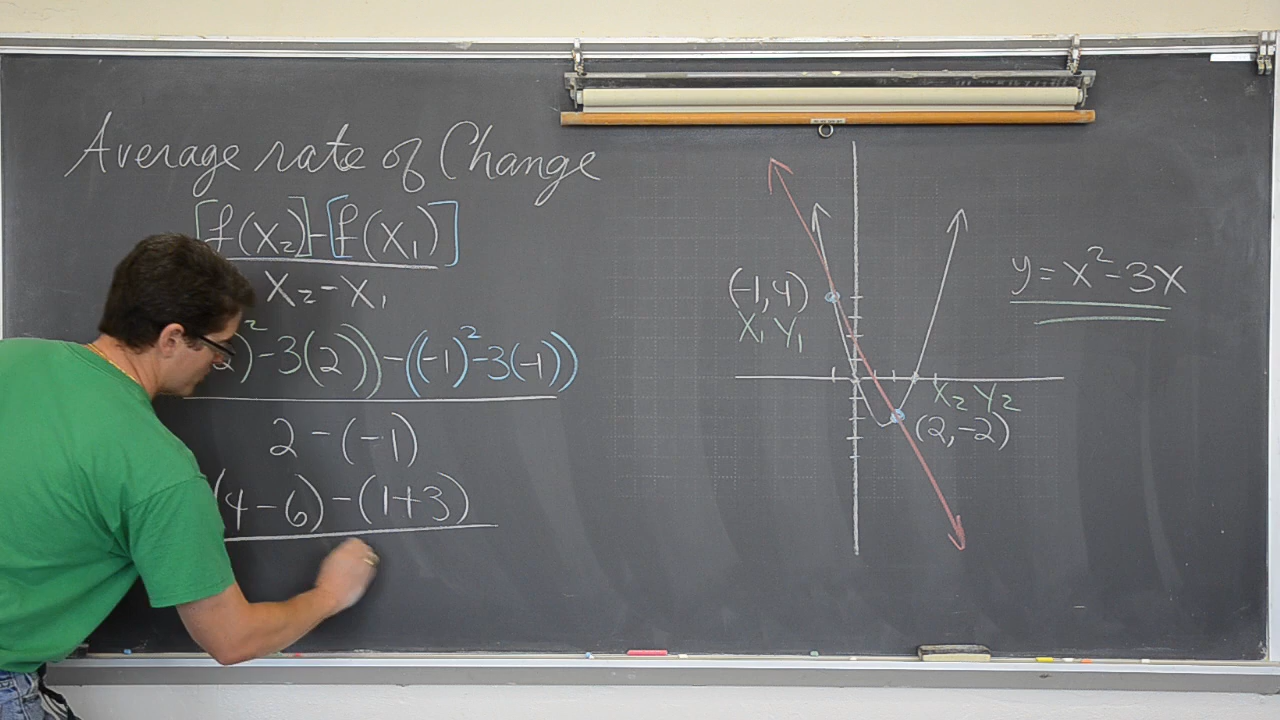 Average rate of Change
[f(X₂)]-[f(X₁)]
X₂-X₁
2)²-3(2))-((-1)²-3(-1))
2-(-1)
(4-6)-(1+3)
(-1,4)
X₁ Y₁
y=x²-3x
X₂ Y₂
(2,-2)